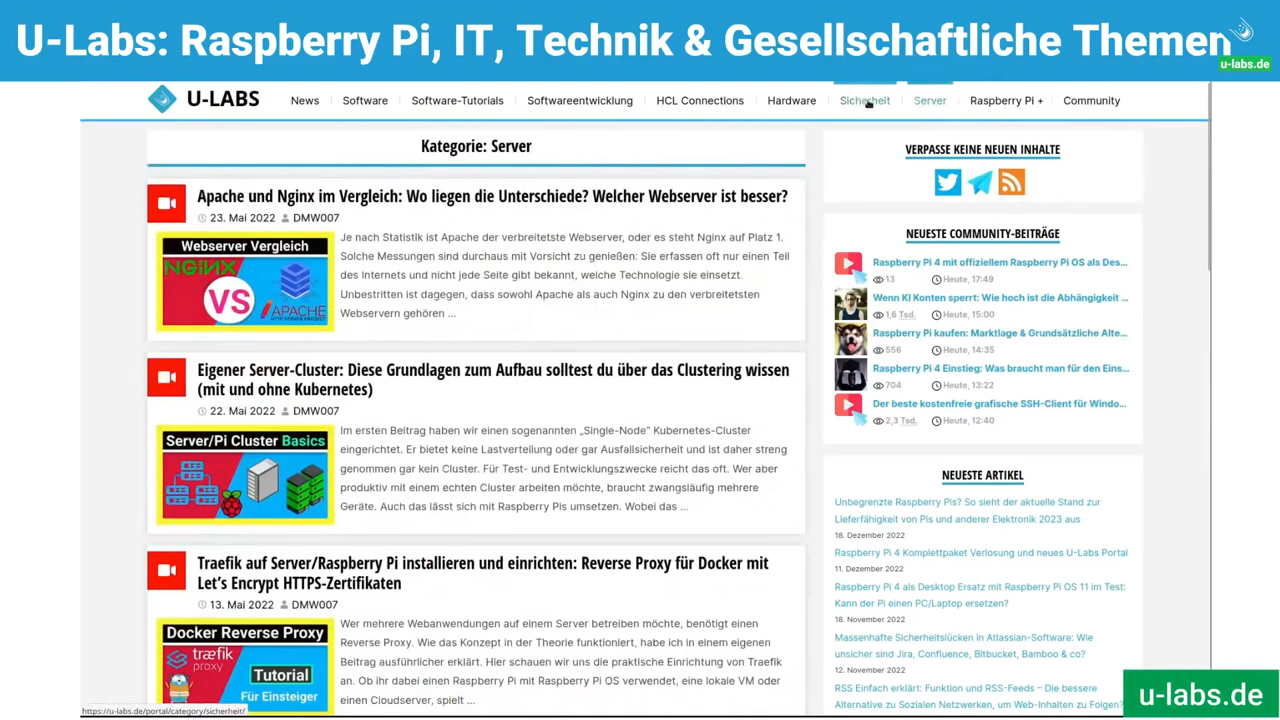 U-Labs: Raspberry Pi, IT, Technik & Gesellschaftliche Themen
u-labs.de
U-LABS
News
Software
Software-Tutorials
Softwareentwicklung
HCL Connections
Hardware
Sicherheit
Server
Raspberry Pi +
Community
Kategorie: Server
Apache und Nginx im Vergleich: Wo liegen die Unterschiede? Welcher Webserver ist besser?
23. Mai 2022 DMW007
Webserver Vergleich
NGINX
VS
APACHE
Je nach Statistik ist Apache der verbreitetste Webserver, oder es steht Nginx auf Platz 1.
Solche Messungen sind durchaus mit Vorsicht zu genießen: Sie erfassen oft nur einen Teil
des Internets und nicht jede Seite gibt bekannt, welche Technologie sie einsetzt.
Unbestritten ist dagegen, dass sowohl Apache als auch Nginx zu den verbreitetsten
Webservern gehören ...
Eigener Server-Cluster: Diese Grundlagen zum Aufbau solltest du über das Clustering wissen
(mit und ohne Kubernetes)
22. Mai 2022 DMW007
Server/Pi Cluster Basics
Im ersten Beitrag haben wir einen sogenannten „Single-Node" Kubernetes-Cluster
eingerichtet. Er bietet keine Lastverteilung oder gar Ausfallsicherheit und ist daher streng
genommen gar kein Cluster. Für Test- und Entwicklungszwecke reicht das oft. Wer aber
produktiv mit einem echten Cluster arbeiten möchte, braucht zwangsläufig mehrere
Geräte. Auch das lässt sich mit Raspberry Pis umsetzen. Wobei das ...
Traefik auf Server/Raspberry Pi installieren und einrichten: Reverse Proxy für Docker mit
Let's Encrypt HTTPS-Zertifikaten
13. Mai 2022 DMW007
Docker Reverse Proxy
træfik
proxy
Tutorial
Für Einsteiger
Wer mehrere Webanwendungen auf einem Server betreiben möchte, benötigt einen
Reverse Proxy. Wie das Konzept in der Theorie funktioniert, habe ich in einem eigenen
Beitrag ausführlicher erklärt. Hier schauen wir uns die praktische Einrichtung von Traefik
an. Ob ihr dabei einen Raspberry Pi mit Raspberry Pi OS verwendet, eine lokale VM oder
einen Cloudserver, spielt ...
VERPASSE KEINE NEUEN INHALTE
NEUESTE COMMUNITY-BEITRÄGE
Raspberry Pi 4 mit offiziellem Raspberry Pi OS als Des...
13 Heute, 17:49
Wenn KI Konten sperrt: Wie hoch ist die Abhängigkeit ...
1,6 Tsd. Heute, 15:00
Raspberry Pi kaufen: Marktlage & Grundsätzliche Alte...
556 Heute, 14:35
Raspberry Pi 4 Einstieg: Was braucht man für den Eins...
704 Heute, 13:22
Der beste kostenfreie grafische SSH-Client für Windo...
2,3 Tsd. Heute, 12:40
NEUESTE ARTIKEL
Unbegrenzte Raspberry Pis? So sieht der aktuelle Stand zur
Lieferfähigkeit von Pis und anderer Elektronik 2023 aus
18. Dezember 2022
Raspberry Pi 4 Komplettpaket Verlosung und neues U-Labs Portal
11. Dezember 2022
Raspberry Pi 4 als Desktop Ersatz mit Raspberry Pi OS 11 im Test:
Kann der Pi einen PC/Laptop ersetzen?
18. November 2022
Massenhafte Sicherheitslücken in Atlassian-Software: Wie
unsicher sind Jira, Confluence, Bitbucket, Bamboo & co?
12. November 2022
RSS Einfach erklärt: Funktion und RSS-Feeds – Die bessere
Alternative zu Sozialen Netzwerken, um Web-Inhalten zu Folgen?
https://u-labs.de/portal/category/sicherheit/
u-labs.de